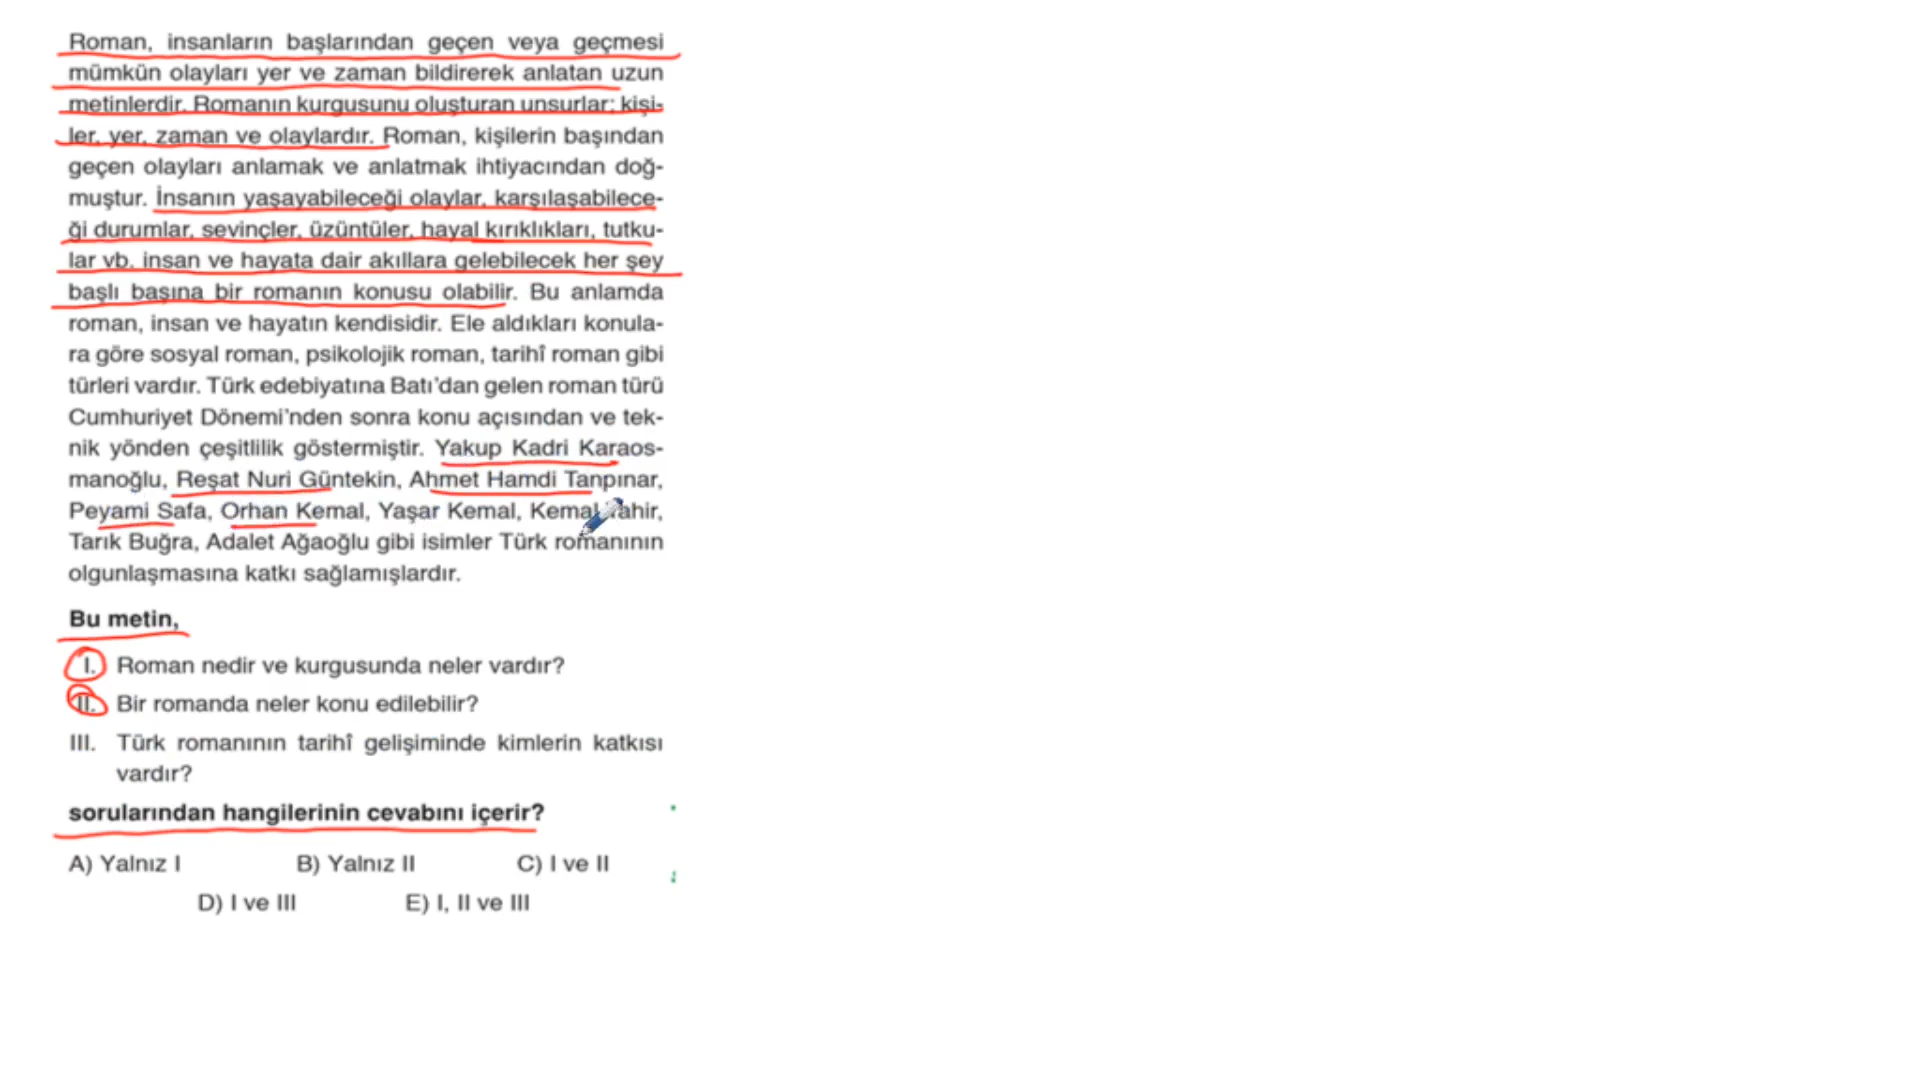 Roman, insanların başlarından geçen veya geçmesi
mümkün olayları yer ve zaman bildirerek anlatan uzun
metinlerdir. Romanın kurgusunu oluşturan unsurlar; kişi-
ler, yer, zaman ve olaylardır. Roman, kişilerin başından
geçen olayları anlamak ve anlatmak ihtiyacından doğ-
muştur. İnsanın yaşayabileceği olaylar, karşılaşabilece-
ği durumlar, sevinçler, üzüntüler, hayal kırıklıkları, tutku-
lar vb. insan ve hayata dair akıllara gelebilecek her şey
başlı başına bir romanın konusu olabilir. Bu anlamda
roman, insan ve hayatın kendisidir. Ele aldıkları konula-
ra göre sosyal roman, psikolojik roman, tarihî roman gibi
türleri vardır. Türk edebiyatına Batı'dan gelen roman türü
Cumhuriyet Dönemi'nden sonra konu açısından ve tek-
nik yönden çeşitlilik göstermiştir. Yakup Kadri Karaos-
manoğlu, Reşat Nuri Güntekin, Ahmet Hamdi Tanpınar,
Peyami Safa, Orhan Kemal, Yaşar Kemal, Kemal Tahir,
Tarık Buğra, Adalet Ağaoğlu gibi isimler Türk romanının
olgunlaşmasına katkı sağlamışlardır.
Bu metin,
I. Roman nedir ve kurgusunda neler vardır?
II. Bir romanda neler konu edilebilir?
III. Türk romanının tarihî gelişiminde kimlerin katkısı
vardır?
sorularından hangilerinin cevabını içerir?
A) Yalnız I B) Yalnız II C) I ve II
D) I ve III E) I, II ve III